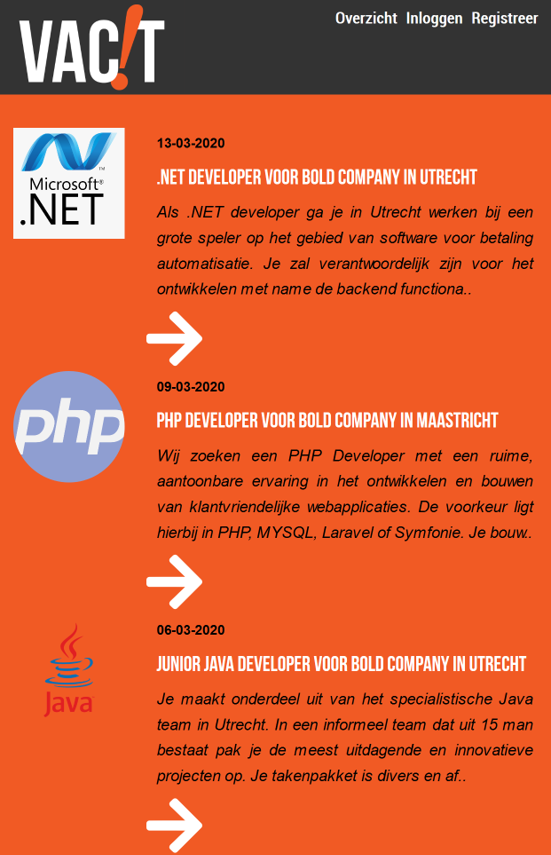 VAC!T
Overzicht Inloggen Registreer
13-03-2020
Microsoft®
.NET
TM
.NET DEVELOPER VOOR BOLD COMPANY IN UTRECHT
Als .NET developer ga je in Utrecht werken bij een
grote speler op het gebied van software voor betaling
automatisatie. Je zal verantwoordelijk zijn voor het
ontwikkelen met name de backend functiona..
09-03-2020
php
PHP DEVELOPER VOOR BOLD COMPANY IN MAASTRICHT
Wij zoeken een PHP Developer met een ruime,
aantoonbare ervaring in het ontwikkelen en bouwen
van klantvriendelijke webapplicaties. De voorkeur ligt
hierbij in PHP, MYSQL, Laravel of Symfonie. Je bouw..
06-03-2020
Java
JUNIOR JAVA DEVELOPER VOOR BOLD COMPANY IN UTRECHT
Je maakt onderdeel uit van het specialistische Java
team in Utrecht. In een informeel team dat uit 15 man
bestaat pak je de meest uitdagende en innovatieve
projecten op. Je takenpakket is divers en af..